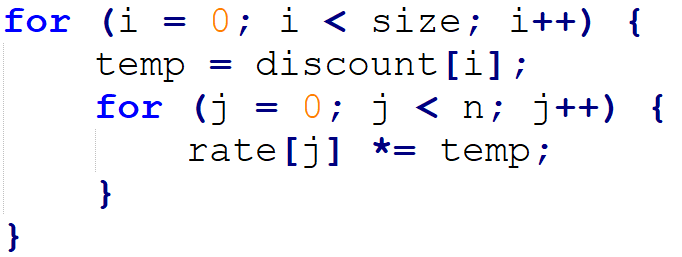 for (i = 0; i < size; i++) {
    temp = discount[i];
    for (j = 0; j < n; j++) {
        rate[j] *= temp;
    }
}